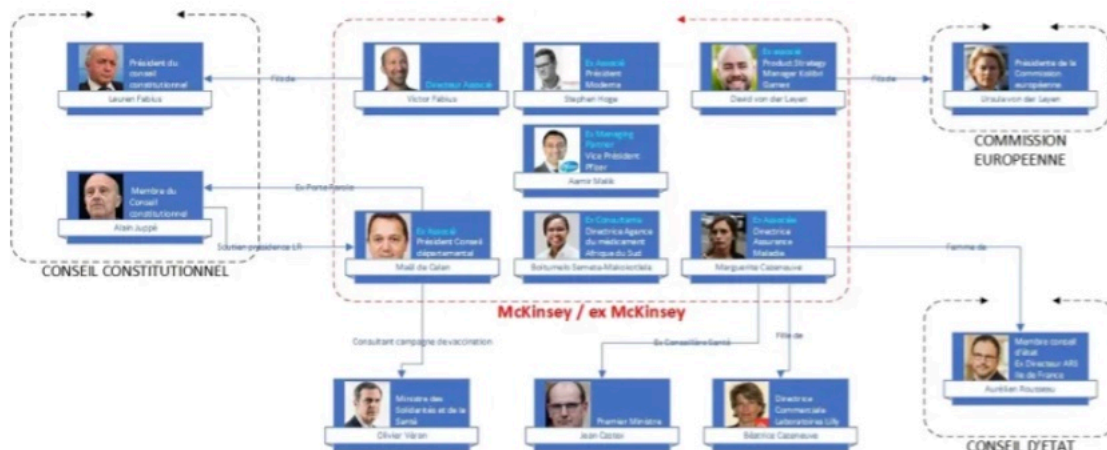 Président du
conseil
constitutionnel
Lauren Fabius
Fils de
Directeur Associé
Victor Fabius
Ex Associé
Président
Moderna
Stephen Hoge
Ex associé
Product Strategy
Manager Kolibri
Games
David von der Leyen
Fils de
Présidente de la
Commission
européenne
Ursula von der Leyen
COMMISSION
EUROPEENNE
Ex Managing
Partner
Vice Président
Pfizer
Aamir Malik
Membre du
Conseil
constitutionnel
Alain Juppé
Ex Porte Parole
Soutien présidence LR
CONSEIL CONSTITUTIONNEL
Ex Associé
Président Conseil
départemental
Maël de Calan
Ex Consultante
Directrice Agence
du médicament
Afrique du Sud
Boitumelo Semete-Makokotlela
Ex Associée
Directrice
Assurance
Maladie
Marguerite Cazeneuve
Femme de
McKinsey / ex McKinsey
Consultant campagne de vaccination
Ex Conseillère Santé
Fille de
Membre conseil
d'état
Ex Directeur ARS
Ile de France
Aurélien Rousseau
Ministre des
Solidarités et de la
Santé
Olivier Véran
Premier Ministre
Jean Castex
Directrice
Commerciale
Laboratoires Lilly
Béatrice Cazeneuve
CONSEIL D'ETAT